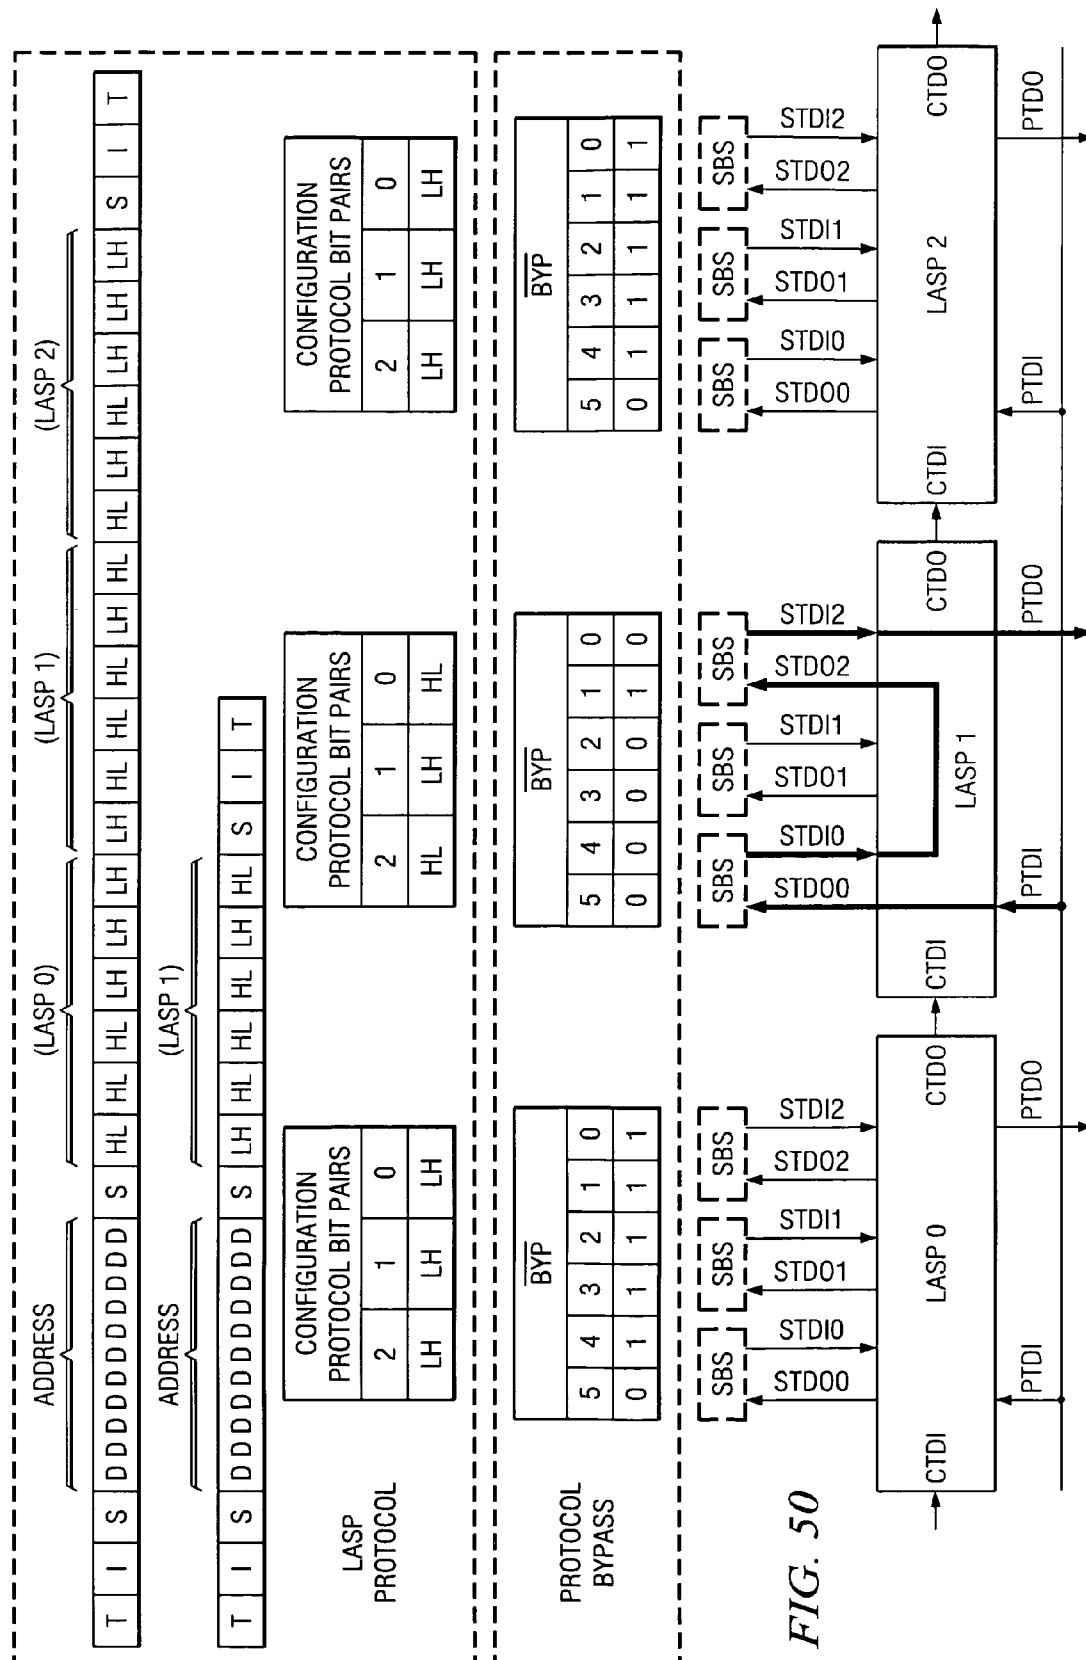 ADDRESS (LASP 0) (LASP 1) (LASP 2)
T I S DDDDDDDDDD S HL HL HL LH LH LH LH HL HL HL LH HL HL LH HL LH LH LH S I T
ADDRESS (LASP 1)
T I S DDDDDDDDDD S LH HL HL HL LH HL S I T
LASP
PROTOCOL
CONFIGURATION
PROTOCOL BIT PAIRS
2 1 0
LH LH LH
CONFIGURATION
PROTOCOL BIT PAIRS
2 1 0
HL LH HL
CONFIGURATION
PROTOCOL BIT PAIRS
2 1 0
LH LH LH
PROTOCOL
BYPASS
BYP
5 4 3 2 1 0
0 1 1 1 1 1
BYP
5 4 3 2 1 0
0 0 0 0 1 0
BYP
5 4 3 2 1 0
0 1 1 1 1 1
SBS SBS SBS SBS SBS SBS SBS SBS SBS
STDO0 STDI0 STDO1 STDI1 STDO2 STDI2
STDO0 STDI0 STDO1 STDI1 STDO2 STDI2
STDO0 STDI0 STDO1 STDI1 STDO2 STDI2
CTDI LASP 0 CTDO
CTDI LASP 1 CTDO
CTDI LASP 2 CTDO
PTDI PTDO PTDI PTDO PTDI PTDO
FIG. 50